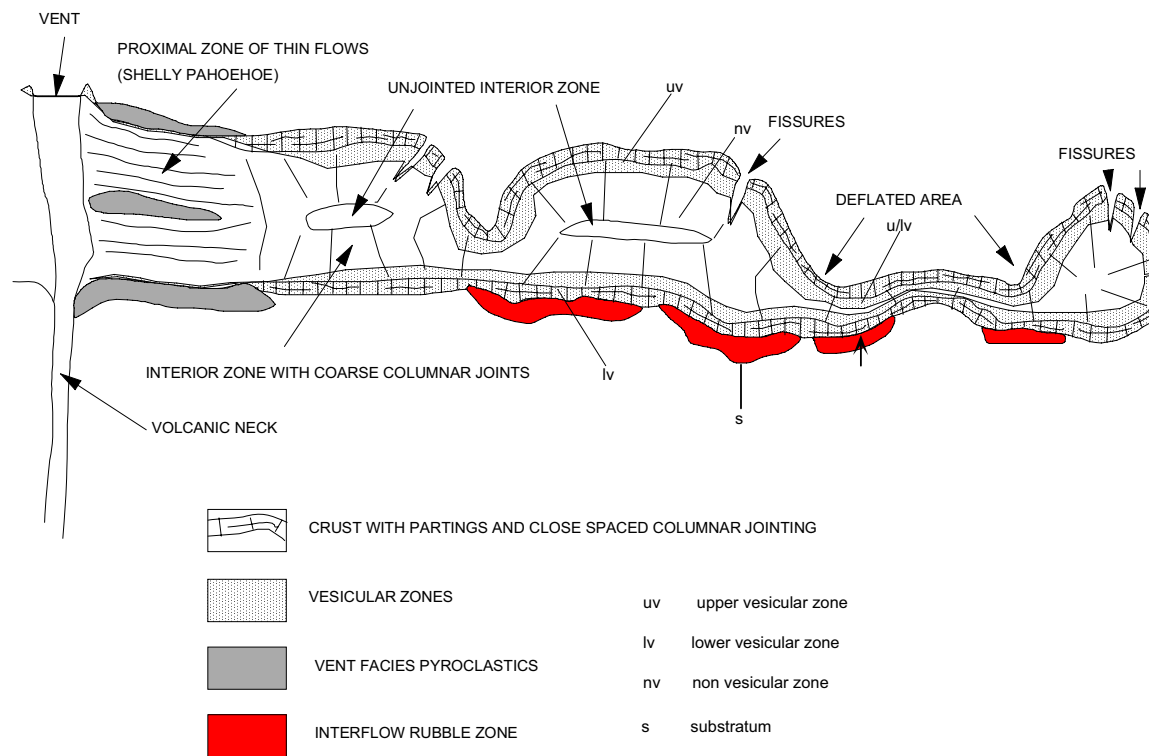 VENT
PROXIMAL ZONE OF THIN FLOWS
(SHELLY PAHOEHOE)
UNJOINTED INTERIOR ZONE
uv
nv
FISSURES
FISSURES
DEFLATED AREA
u/lv
INTERIOR ZONE WITH COARSE COLUMNAR JOINTS
lv
s
VOLCANIC NECK
CRUST WITH PARTINGS AND CLOSE SPACED COLUMNAR JOINTING
VESICULAR ZONES
VENT FACIES PYROCLASTICS
INTERFLOW RUBBLE ZONE
uv upper vesicular zone
lv lower vesicular zone
nv non vesicular zone
s substratum